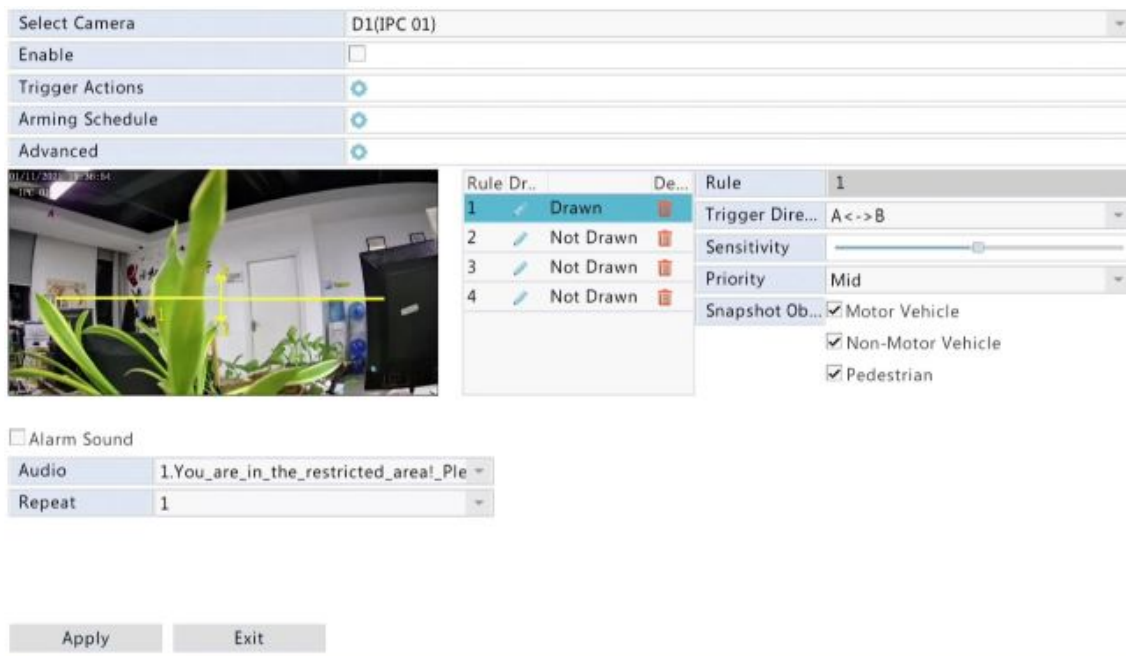 Select Camera D1(IPC 01)
Enable
Trigger Actions
Arming Schedule
Advanced
IPC
A
1
Rule Dr.. De...
1 Drawn
2 Not Drawn
3 Not Drawn
4 Not Drawn
Rule 1
Trigger Dire... A<->B
Sensitivity
Priority Mid
Snapshot Ob... Motor Vehicle
Non-Motor Vehicle
Pedestrian
Alarm Sound
Audio 1.You_are_in_the_restricted_area!_Ple
Repeat 1
Apply Exit